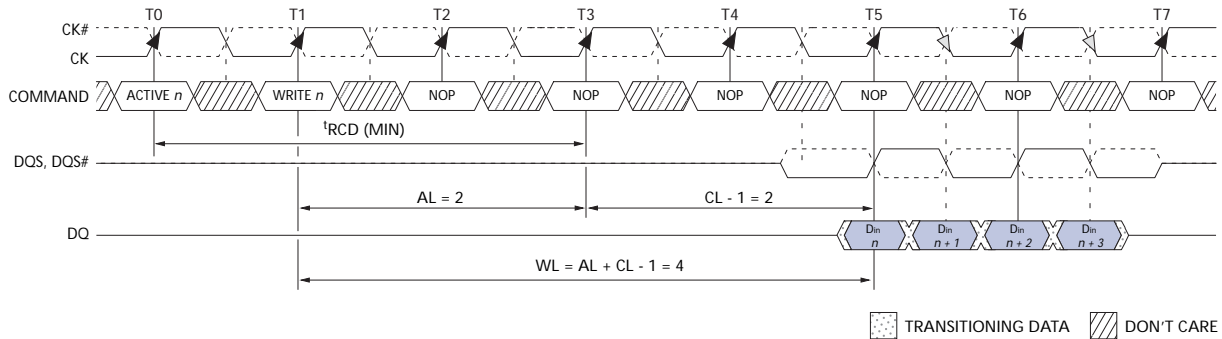 T0 T1 T2 T3 T4 T5 T6 T7
CK#
CK
COMMAND ACTIVE n WRITE n NOP NOP NOP NOP NOP NOP
tRCD (MIN)
DQS, DQS#
AL = 2 CL - 1 = 2
DQ Din n Din n + 1 Din n + 2 Din n + 3
WL = AL + CL - 1 = 4
TRANSITIONING DATA DON'T CARE